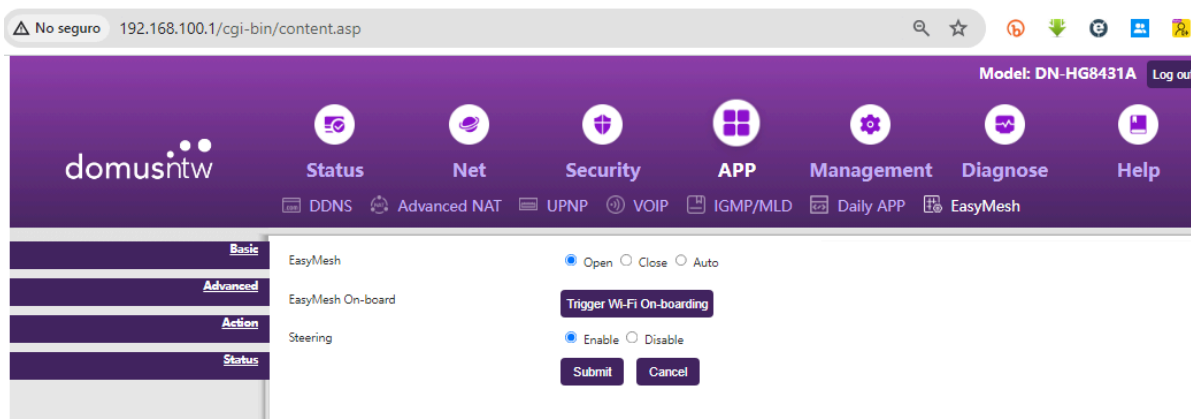 No seguro 192.168.100.1/cgi-bin/content.asp
Model: DN-HG8431A Log out
domusntw
Status Net Security APP Management Diagnose Help
DDNS Advanced NAT UPNP VOIP IGMP/MLD Daily APP EasyMesh
Basic
EasyMesh Open Close Auto
Advanced
EasyMesh On-board Trigger Wi-Fi On-boarding
Action
Steering Enable Disable
Status
Submit Cancel